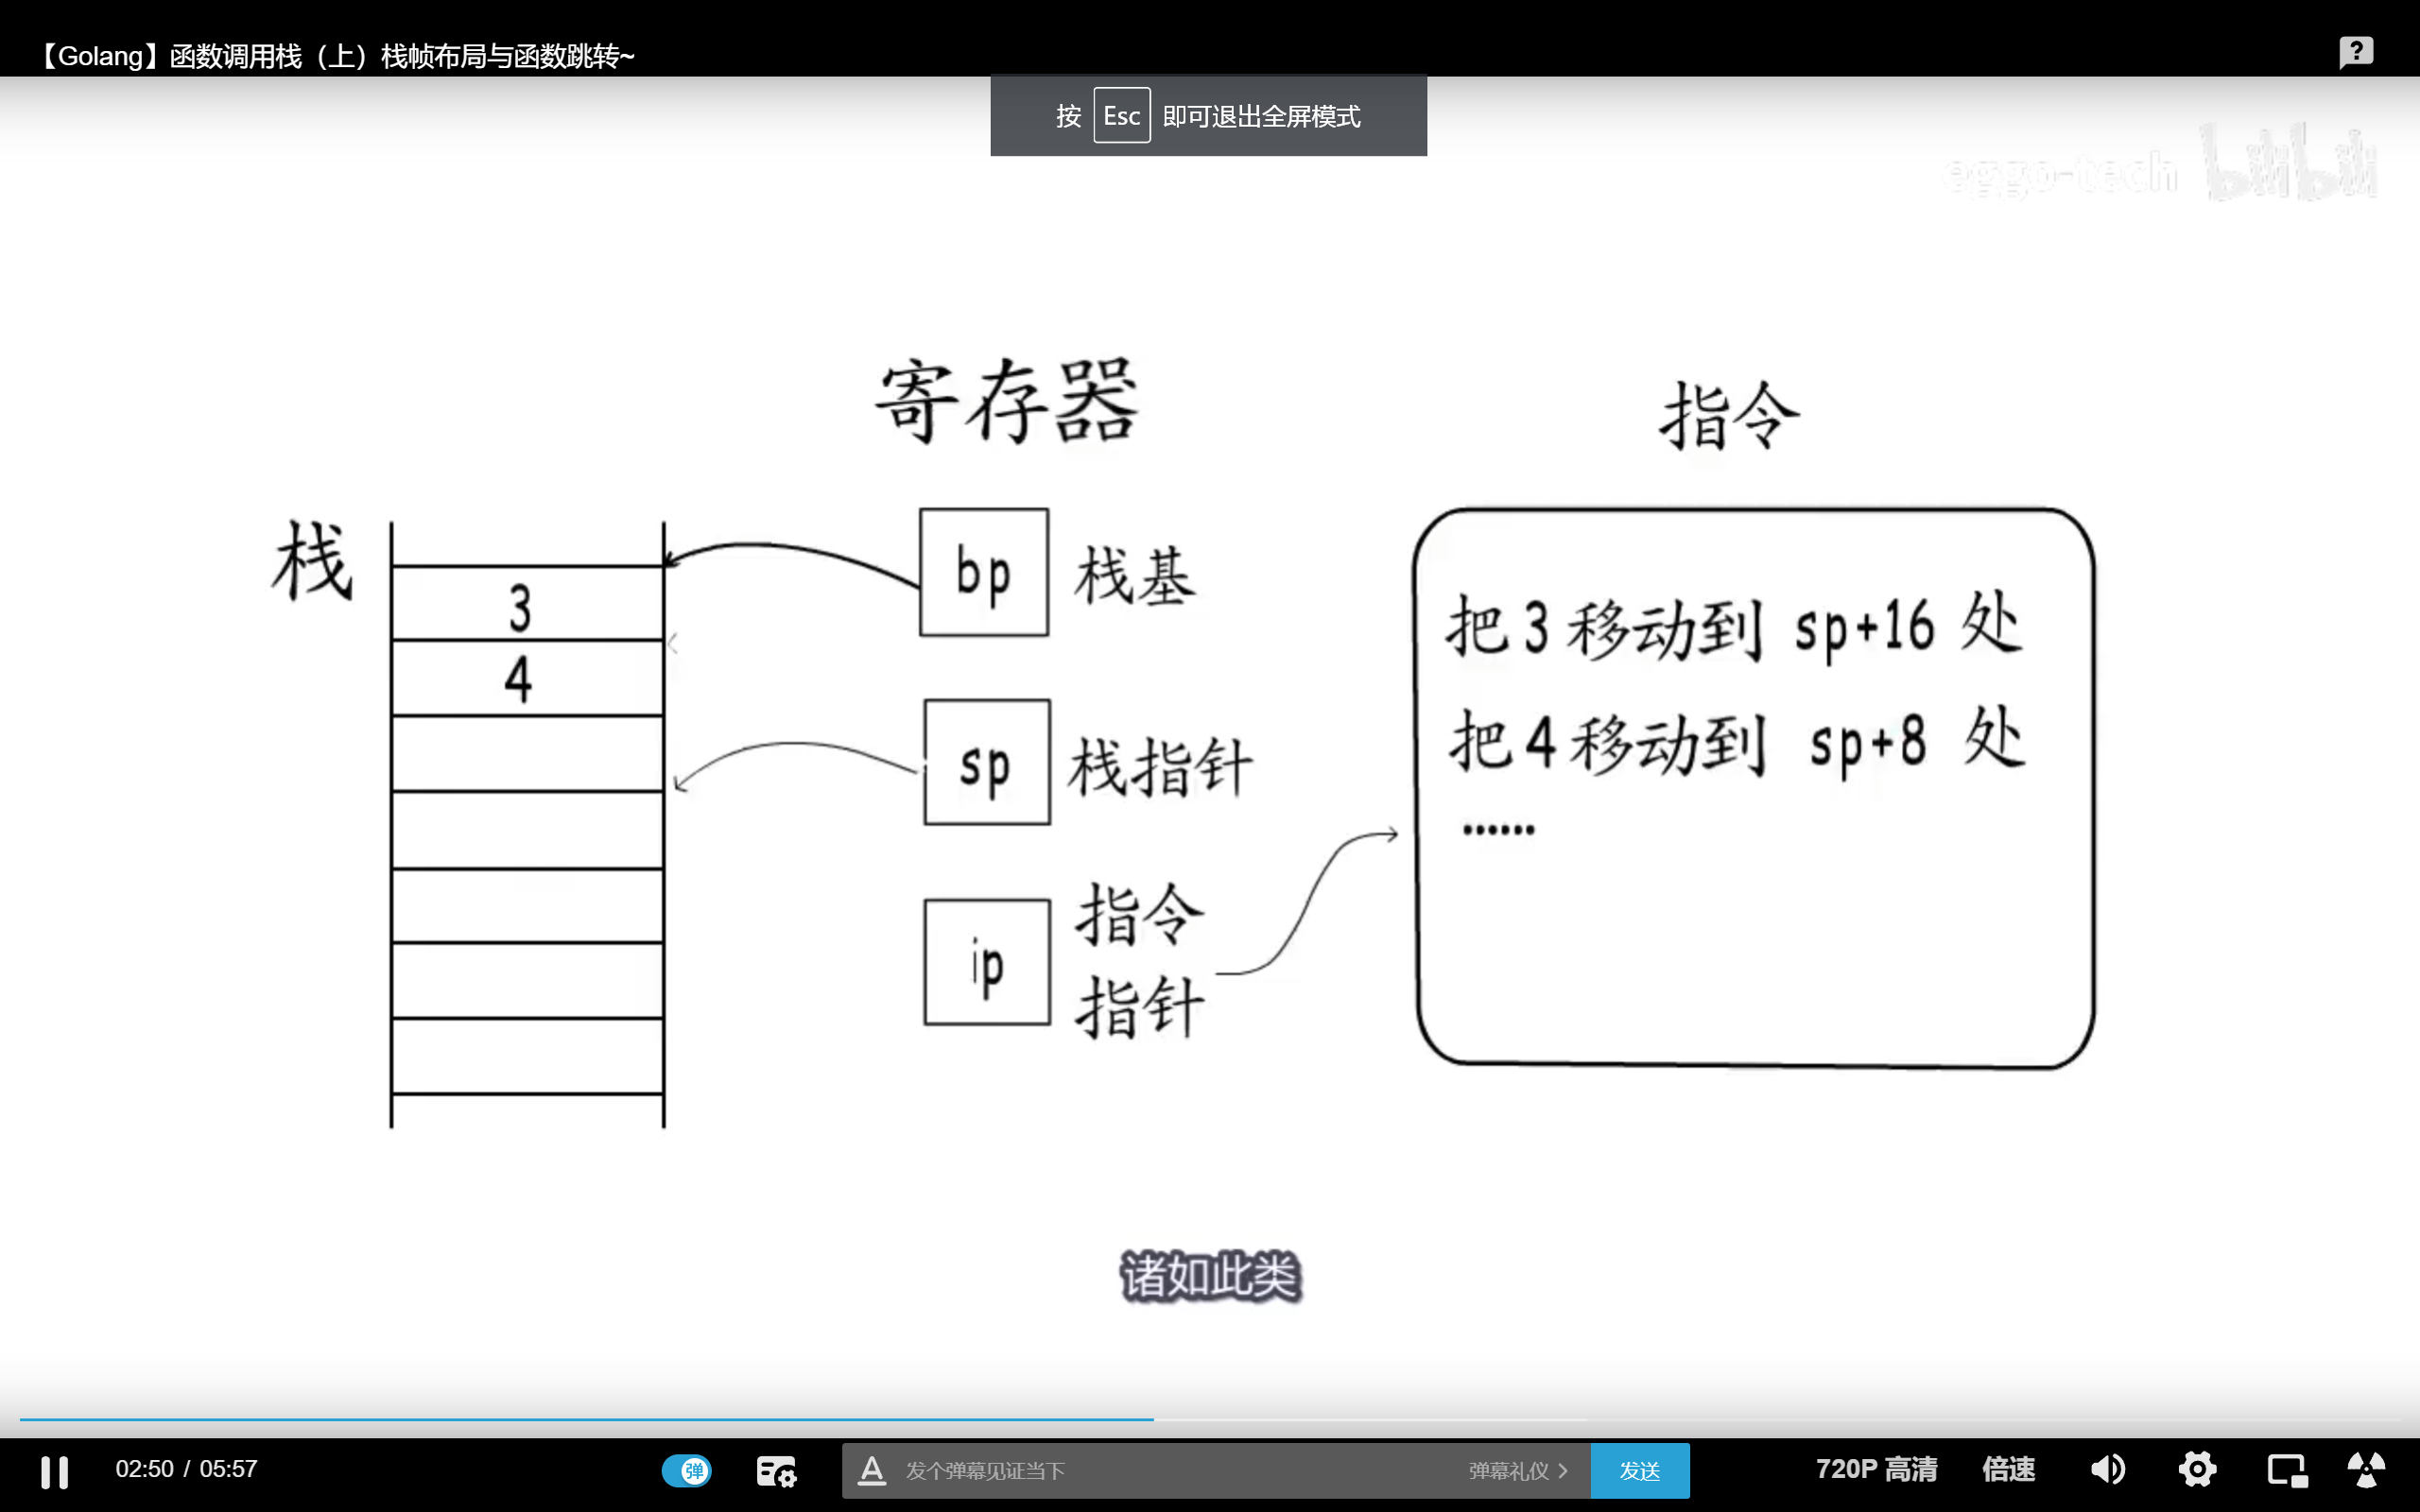 【Golang】函数调用栈（上）栈帧布局与函数跳转~
按 Esc 即可退出全屏模式
eggo-tech bilibili
寄存器
指令
栈
3
4
bp 栈基
sp 栈指针
ip 指令
指针
把3移动到 sp+16 处
把4移动到 sp+8 处
……
诸如此类
02:50 / 05:57
弹
A 发个弹幕见证当下
弹幕礼仪 >
发送
720P 高清
倍速